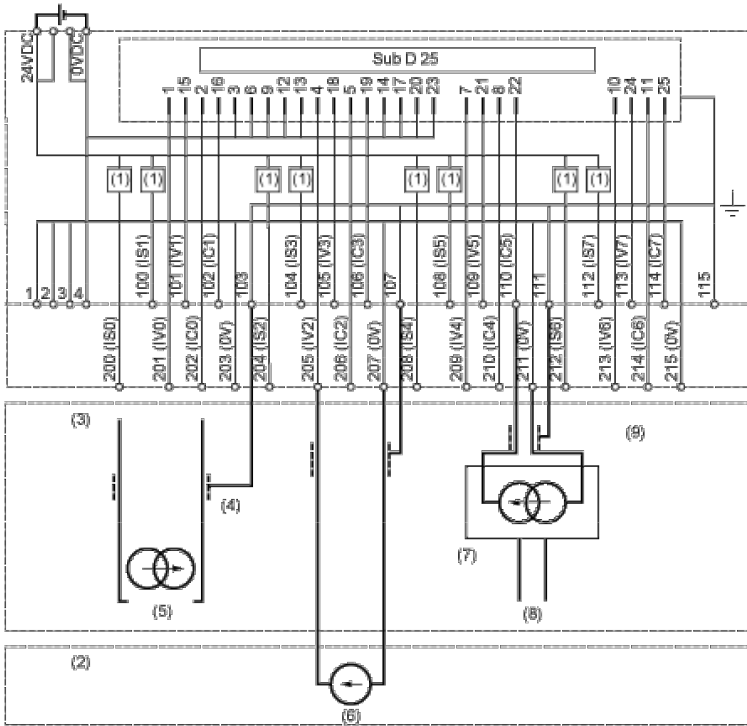 24VDC
0VDC
Sub D 25
1 15 2 16 3 6 9 12 13 4 18 5 19 14 17 20 23 7 21 8 22 10 24 11 25
(1) (1) (1) (1) (1) (1) (1) (1)
1 2 3 4
100 (IS1)
101 (IV1)
102 (IC1)
103
104 (IS3)
105 (IV3)
106 (IC3)
107
108 (IS5)
109 (IV5)
110 (IC5)
111
112 (IS7)
113 (IV7)
114 (IC7)
115
200 (IS0)
201 (IV0)
202 (IC0)
203 (0V)
204 (IS2)
205 (IV2)
206 (IC2)
207 (0V)
208 (IS4)
209 (IV4)
210 (IC4)
211 (0V)
212 (IS6)
213 (IV6)
214 (IC6)
215 (0V)
(3)
(9)
(4)
(7)
(5)
(8)
(2)
(6)